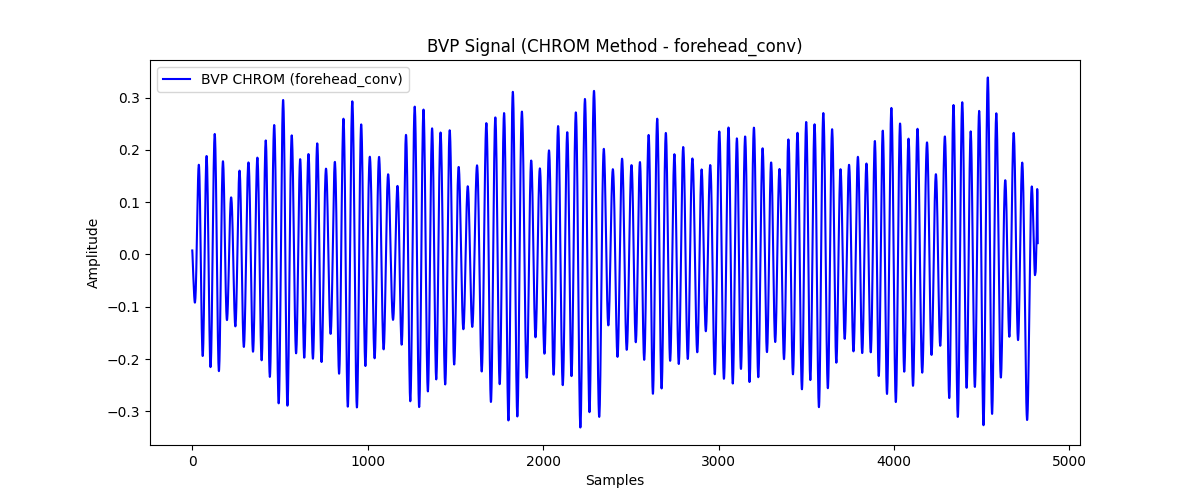 BVP Signal (CHROM Method - forehead_conv)
BVP CHROM (forehead_conv)
0.3
0.2
0.1
0.0
−0.1
−0.2
−0.3
Amplitude
0 1000 2000 3000 4000 5000
Samples